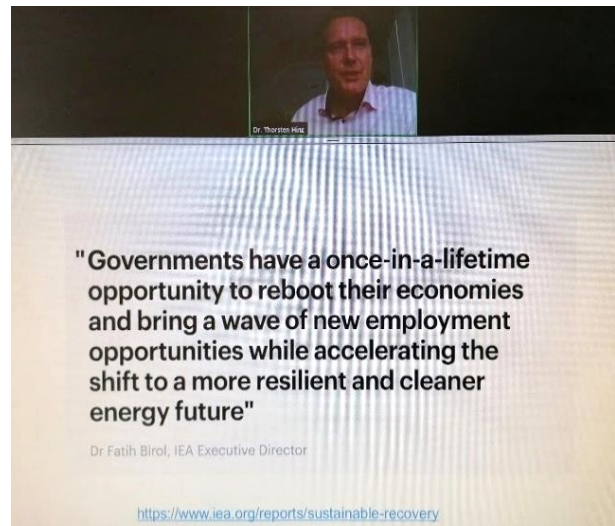 Dr. Thorsten Hinz
"Governments have a once-in-a-lifetime
opportunity to reboot their economies
and bring a wave of new employment
opportunities while accelerating the
shift to a more resilient and cleaner
energy future"
Dr Fatih Birol, IEA Executive Director
https://www.iea.org/reports/sustainable-recovery